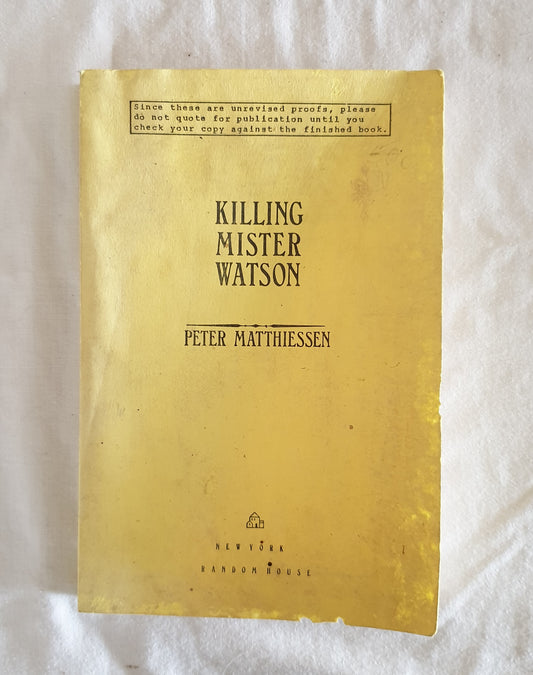 Since these are unrevised proofs, please
do not quote for publication until you
check your copy against the finished book.
KILLING
MISTER
WATSON
PETER MATTHIESSEN
NEW YORK
RANDOM HOUSE